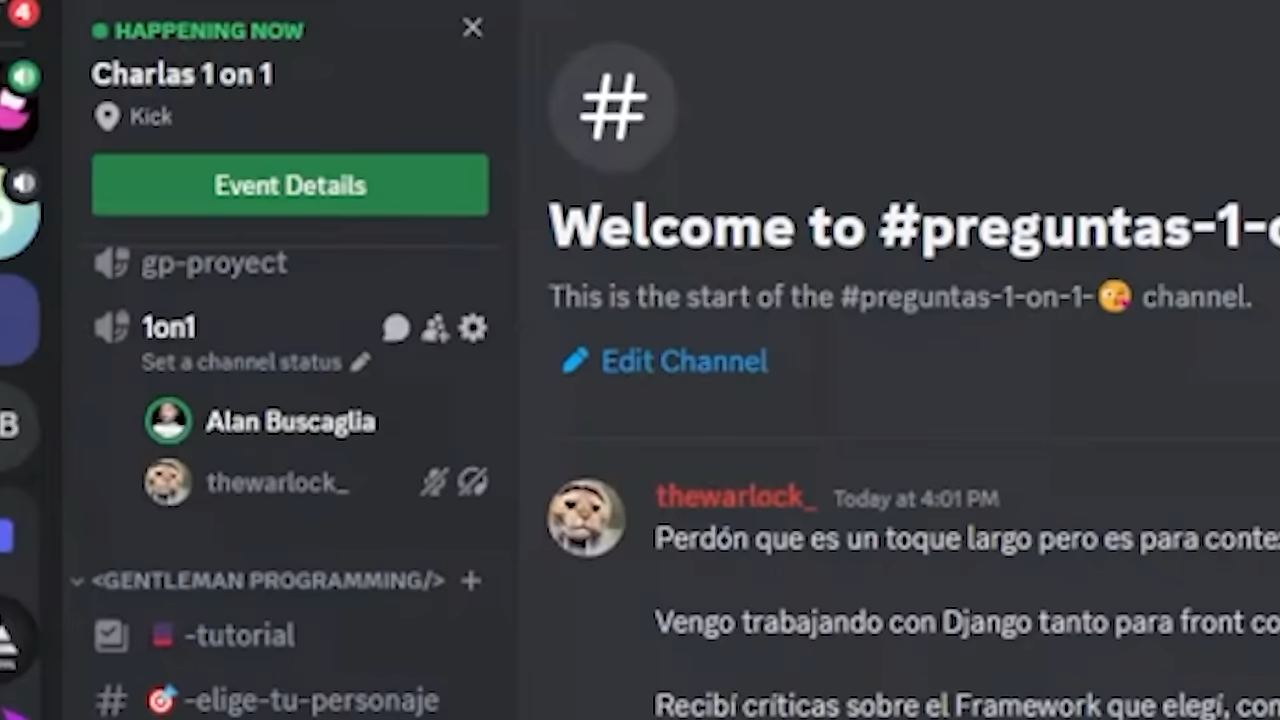 4
HAPPENING NOW
Charlas 1 on 1
Kick
Event Details
gp-proyect
1on1
Set a channel status
Alan Buscaglia
thewarlock_
B
<GENTLEMAN PROGRAMMING/>
-tutorial
-elige-tu-personaje
Welcome to #preguntas-1-o
This is the start of the #preguntas-1-on-1-😘 channel.
Edit Channel
thewarlock_ Today at 4:01 PM
Perdón que es un toque largo pero es para conte
Vengo trabajando con Django tanto para front co
Recibí críticas sobre el Framework que elegí, con